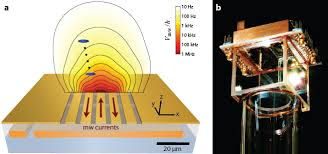 a
b
10 Hz
100 Hz
1 kHz
10 kHz
100 kHz
1 MHz
z
y
x
mw currents
20 μm